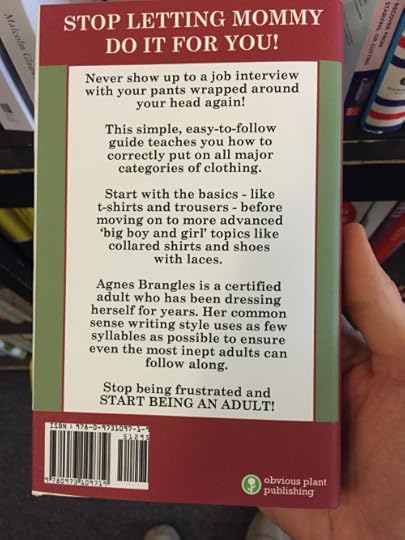 STOP LETTING MOMMY
DO IT FOR YOU!
Never show up to a job interview
with your pants wrapped around
your head again!
This simple, easy-to-follow
guide teaches you how to
correctly put on all major
categories of clothing.
Start with the basics - like
t-shirts and trousers - before
moving on to more advanced
'big boy and girl' topics like
collared shirts and shoes
with laces.
Agnes Brangles is a certified
adult who has been dressing
herself for years. Her common
sense writing style uses as few
syllables as possible to ensure
even the most inept adults can
follow along.
Stop being frustrated and
START BEING AN ADULT!
obvious plant
publishing
Malcolm